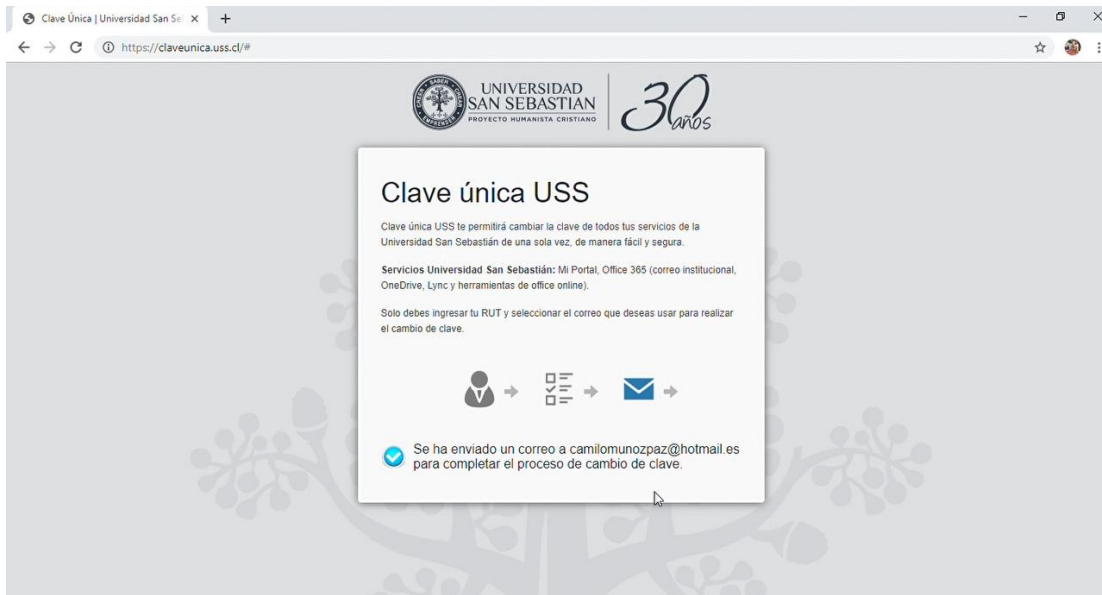 Clave Única | Universidad San Se
https://claveunica.uss.cl/#
SABER
CREER
CREAR
EMPRENDER
UNIVERSIDAD
SAN SEBASTIAN
PROYECTO HUMANISTA CRISTIANO
30
años
Clave única USS
Clave única USS te permitirá cambiar la clave de todos tus servicios de la
Universidad San Sebastián de una sola vez, de manera fácil y segura.
Servicios Universidad San Sebastián: Mi Portal, Office 365 (correo institucional,
OneDrive, Lync y herramientas de office online).
Solo debes ingresar tu RUT y seleccionar el correo que deseas usar para realizar
el cambio de clave.
Se ha enviado un correo a camilomunozpaz@hotmail.es
para completar el proceso de cambio de clave.